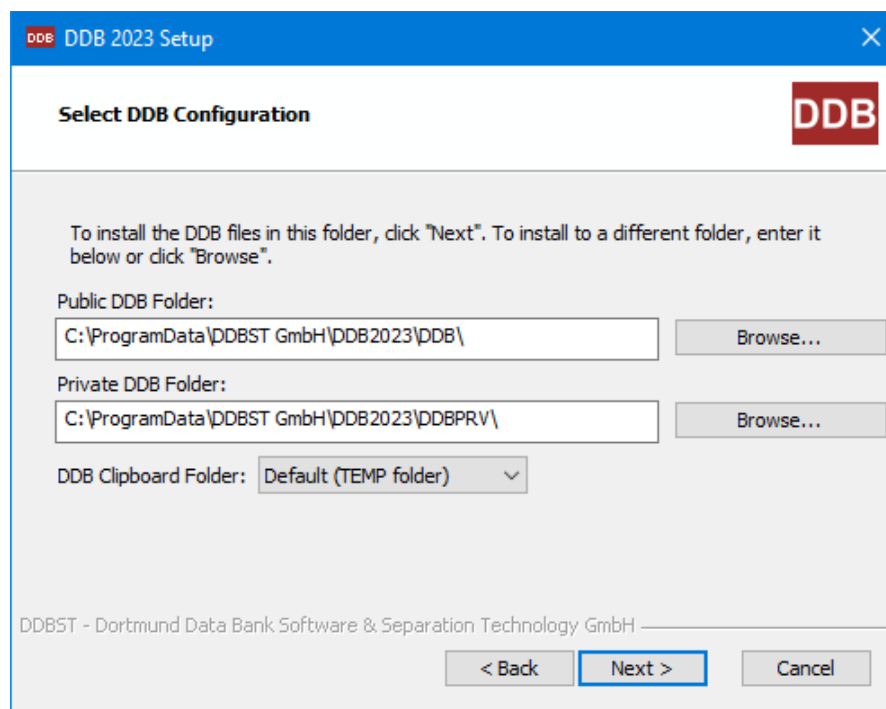 DDB DDB 2023 Setup
Select DDB Configuration
DDB
To install the DDB files in this folder, click "Next". To install to a different folder, enter it
below or click "Browse".
Public DDB Folder:
C:\ProgramData\DDBST GmbH\DDB2023\DDB\
Browse...
Private DDB Folder:
C:\ProgramData\DDBST GmbH\DDB2023\DDBPRV\
Browse...
DDB Clipboard Folder: Default (TEMP folder)
DDBST - Dortmund Data Bank Software & Separation Technology GmbH
< Back Next > Cancel